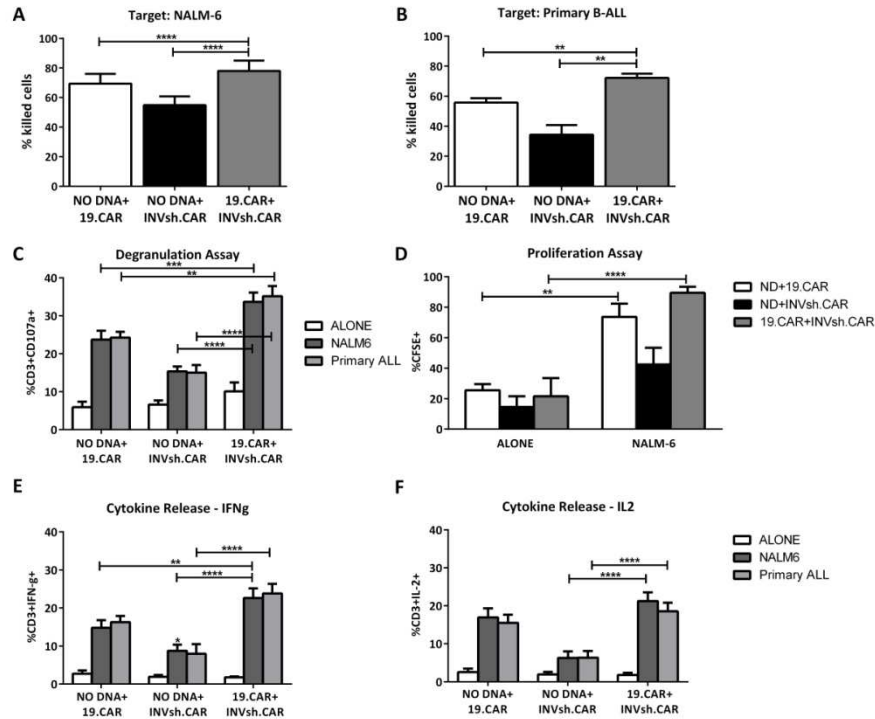 A
Target: NALM-6
****
****
% killed cells
100
80
60
40
20
0
NO DNA+
19.CAR
NO DNA+
INVsh.CAR
19.CAR+
INVsh.CAR
B
Target: Primary B-ALL
**
**
% killed cells
100
80
60
40
20
0
NO DNA+
19.CAR
NO DNA+
INVsh.CAR
19.CAR+
INVsh.CAR
C
Degranulation Assay
***
**
****
****
%CD3+CD107a+
40
30
20
10
0
NO DNA+
19.CAR
NO DNA+
INVsh.CAR
19.CAR+
INVsh.CAR
ALONE
NALM6
Primary ALL
D
Proliferation Assay
****
**
%CFSE+
100
80
60
40
20
0
ALONE
NALM-6
ND+19.CAR
ND+INVsh.CAR
19.CAR+INVsh.CAR
E
Cytokine Release - IFNg
****
**
****
*
%CD3+IFN-g+
40
30
20
10
0
NO DNA+
19.CAR
NO DNA+
INVsh.CAR
19.CAR+
INVsh.CAR
F
Cytokine Release - IL2
****
****
%CD3+IL-2+
40
30
20
10
0
NO DNA+
19.CAR
NO DNA+
INVsh.CAR
19.CAR+
INVsh.CAR
ALONE
NALM6
Primary ALL